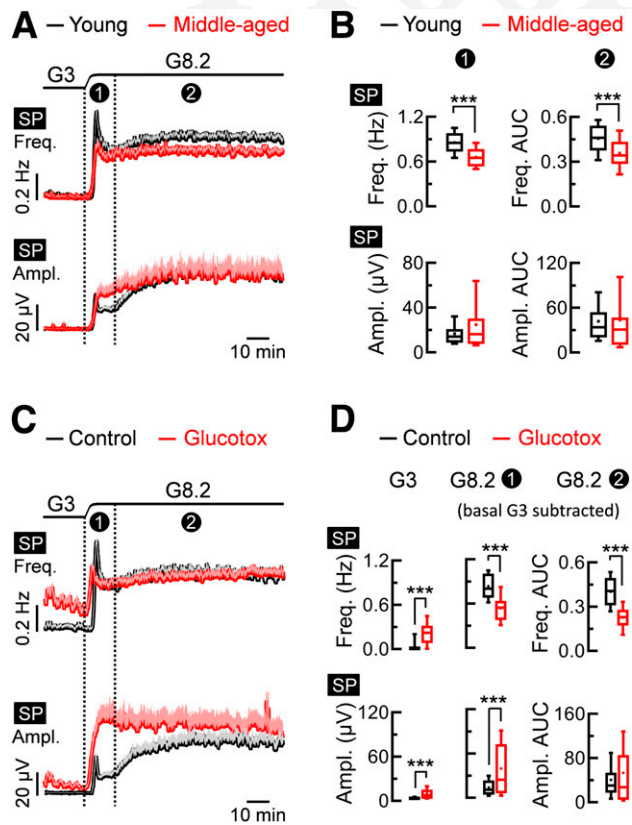 A
Young Middle-aged
G3 G8.2
1 2
SP
Freq.
0.2 Hz
SP
Ampl.
20 µV
10 min
B
Young Middle-aged
1 2
SP
Freq. (Hz)
1.2
0.6
0.0
***
Freq. AUC
0.6
0.3
0.0
***
SP
Ampl. (µV)
80
40
0
Ampl. AUC
120
60
0
C
Control Glucotox
G3 G8.2
1 2
SP
Freq.
0.2 Hz
SP
Ampl.
20 µV
10 min
D
Control Glucotox
G3 G8.2 1 G8.2 2
(basal G3 subtracted)
SP
Freq. (Hz)
1.2
0.6
0.0
***
***
Freq. AUC
0.6
0.3
0.0
***
SP
Ampl. (µV)
120
60
0
***
***
Ampl. AUC
160
80
0